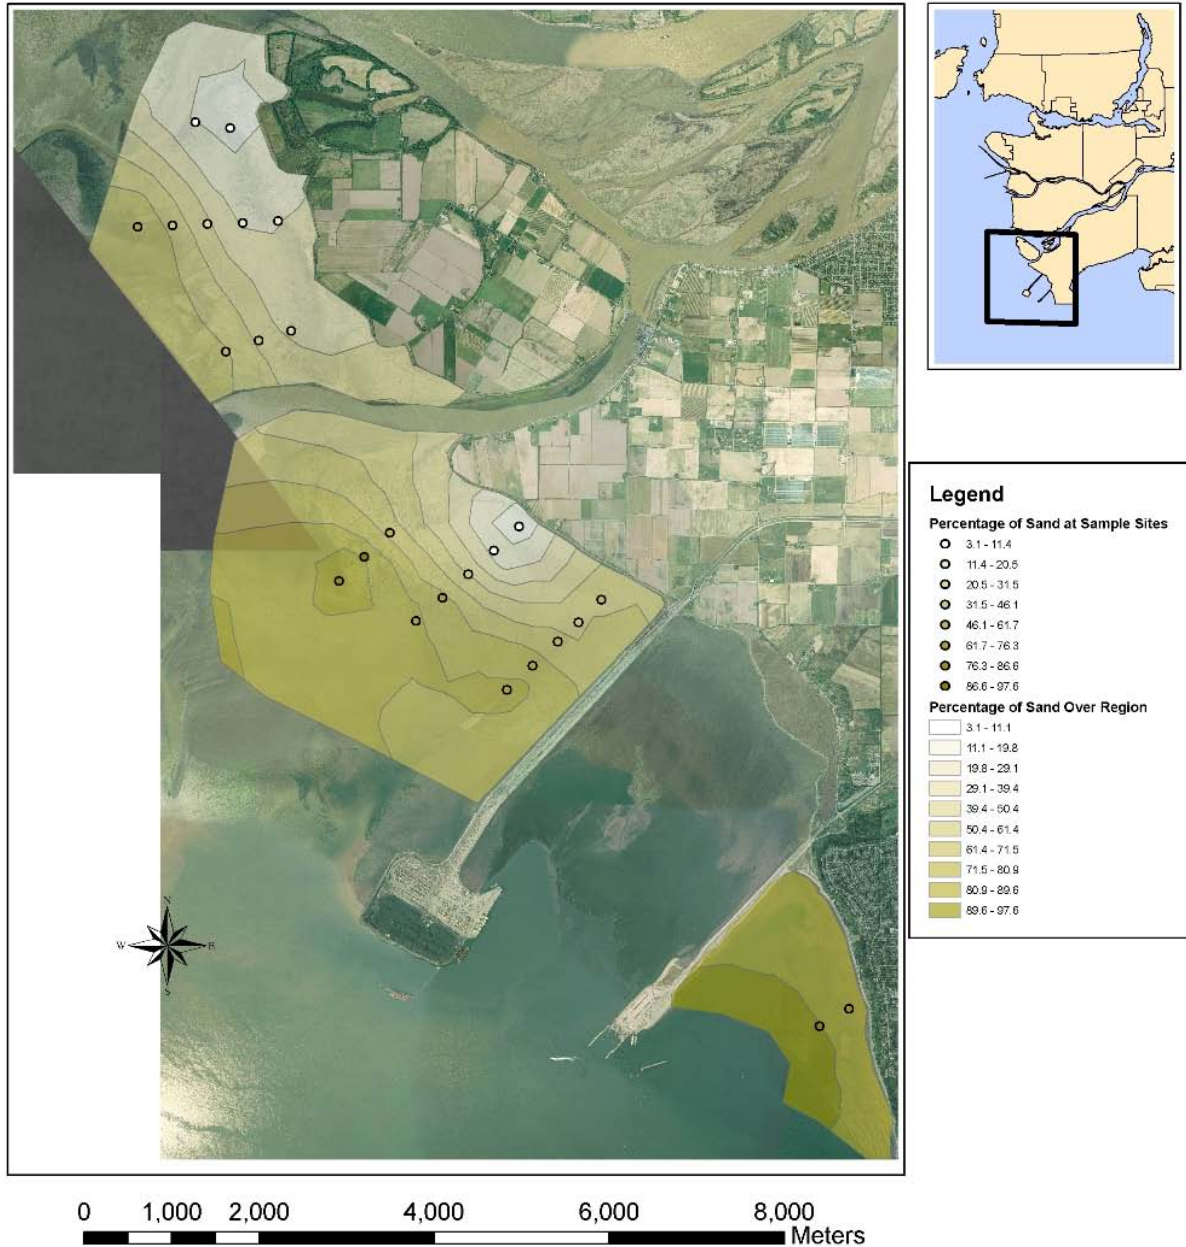 Legend
Percentage of Sand at Sample Sites
3.1 - 11.4
11.4 - 20.5
20.5 - 31.5
31.5 - 46.1
46.1 - 61.7
61.7 - 76.3
76.3 - 86.6
86.6 - 97.6
Percentage of Sand Over Region
3.1 - 11.1
11.1 - 19.8
19.8 - 29.1
29.1 - 39.4
39.4 - 50.4
50.4 - 61.4
61.4 - 71.5
71.5 - 80.9
80.9 - 89.6
89.6 - 97.6
N
W E
S
0 1,000 2,000 4,000 6,000 8,000
Meters